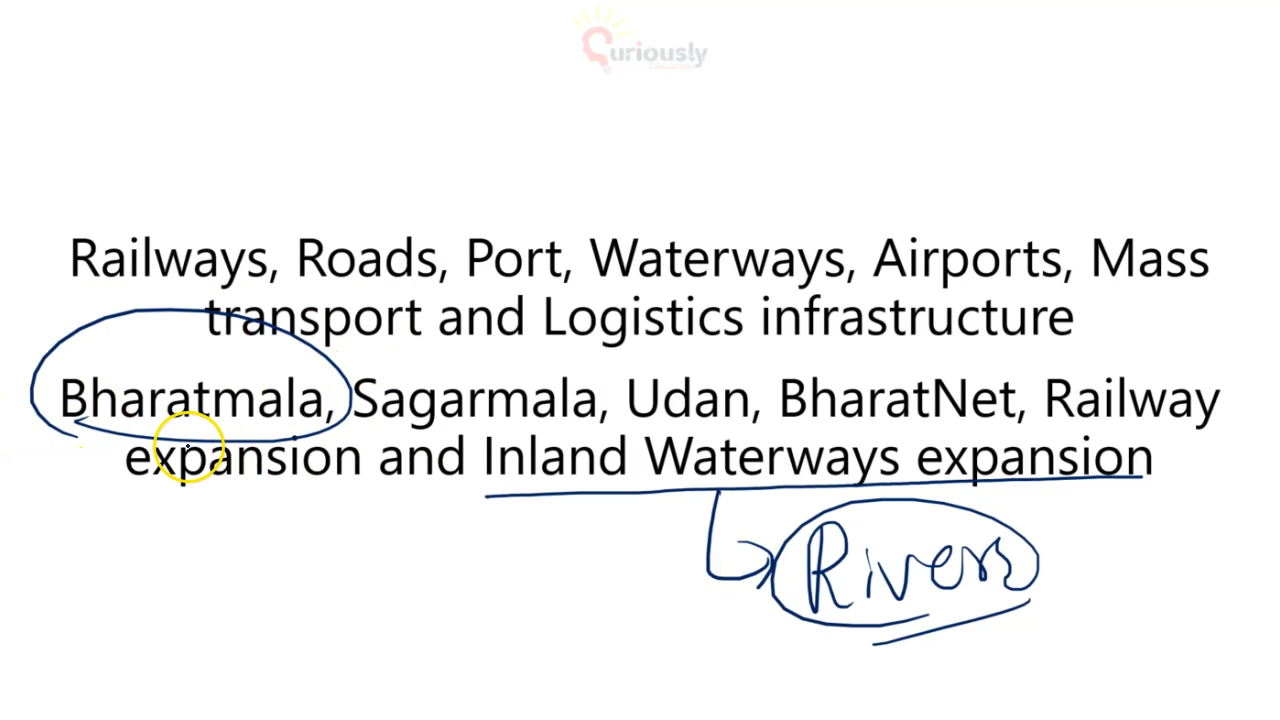 Curiously
Education
Railways, Roads, Port, Waterways, Airports, Mass
transport and Logistics infrastructure
Bharatmala, Sagarmala, Udan, BharatNet, Railway
expansion and Inland Waterways expansion
Rivers